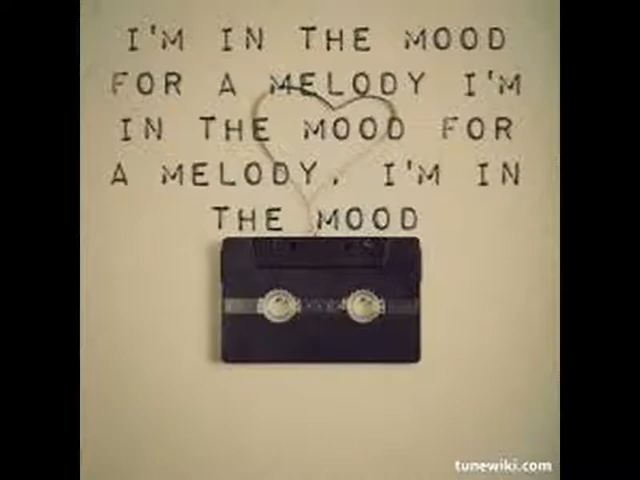 I'M IN THE MOOD
FOR A MELODY I'M
IN THE MOOD FOR
A MELODY, I'M IN
THE MOOD
tunewiki.com